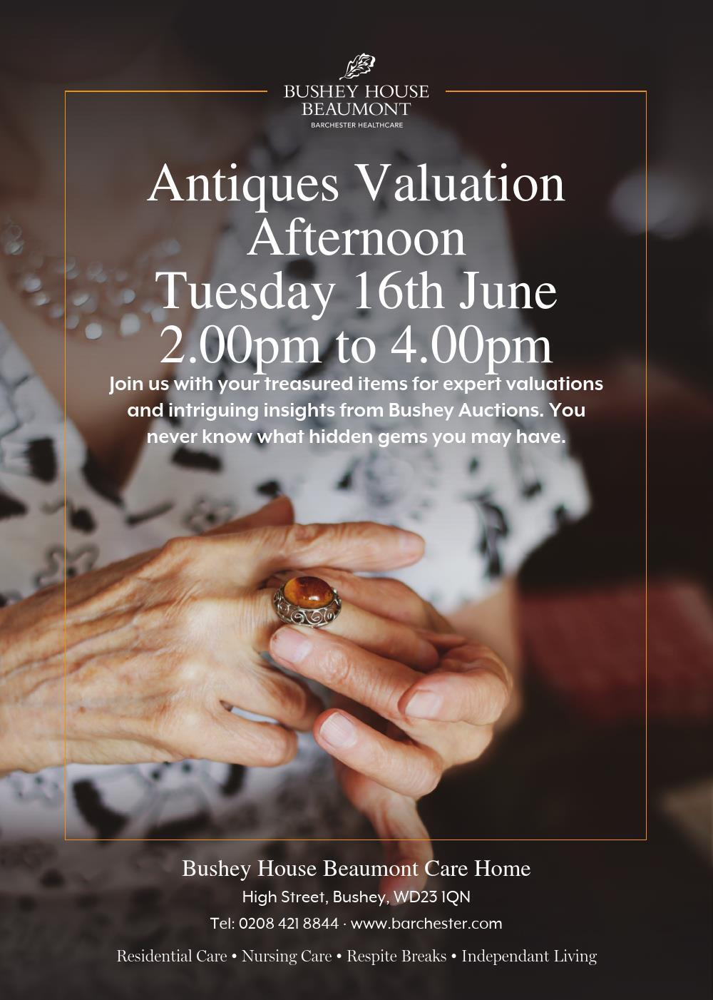 BUSHEY HOUSE
BEAUMONT
BARCHESTER HEALTHCARE
Antiques Valuation
Afternoon
Tuesday 16th June
2.00pm to 4.00pm
Join us with your treasured items for expert valuations
and intriguing insights from Bushey Auctions. You
never know what hidden gems you may have.
Bushey House Beaumont Care Home
High Street, Bushey, WD23 1QN
Tel: 0208 421 8844 · www.barchester.com
Residential Care • Nursing Care • Respite Breaks • Independant Living